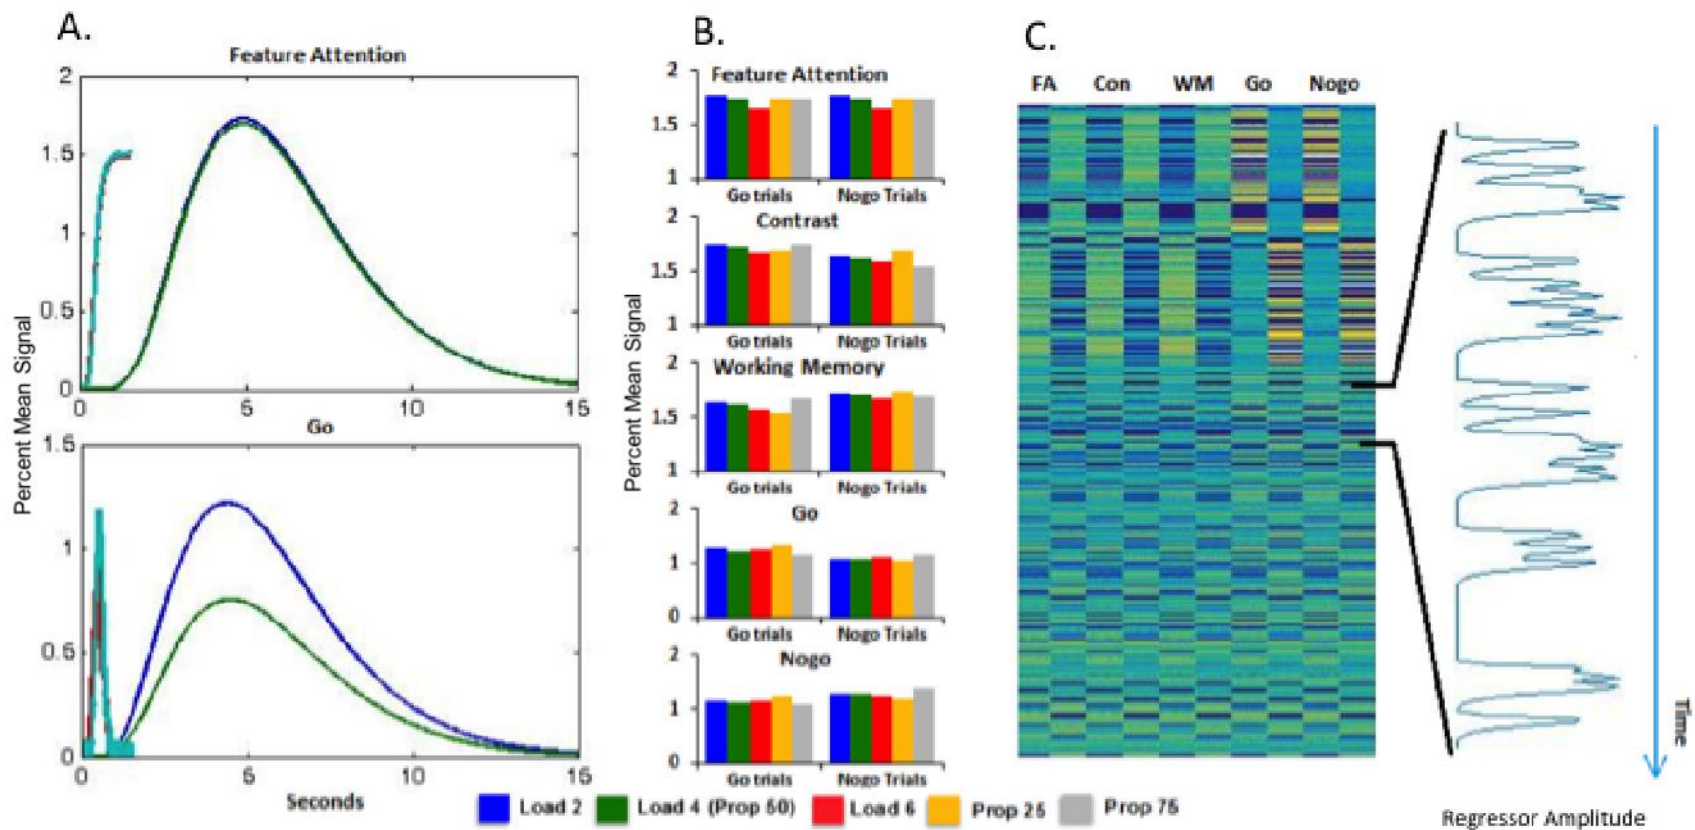 A.
Feature Attention
2
1.5
1
0.5
0
0 5 10 15
Go
1.5
1
0.5
0
0 5 10 15
Seconds
Percent Mean Signal
B.
Feature Attention
2
1.5
1
Go trials Nogo Trials
Contrast
2
1.5
1
Go trials Nogo Trials
Working Memory
2
1.5
1
Go trials Nogo Trials
Go
2
1
0
Go trials Nogo Trials
Nogo
2
1
0
Go trials Nogo Trials
Percent Mean Signal
Load 2 Load 4 (Prop 50) Load 6 Prop 25 Prop 75
C.
FA Con WM Go Nogo
Time
Regressor Amplitude